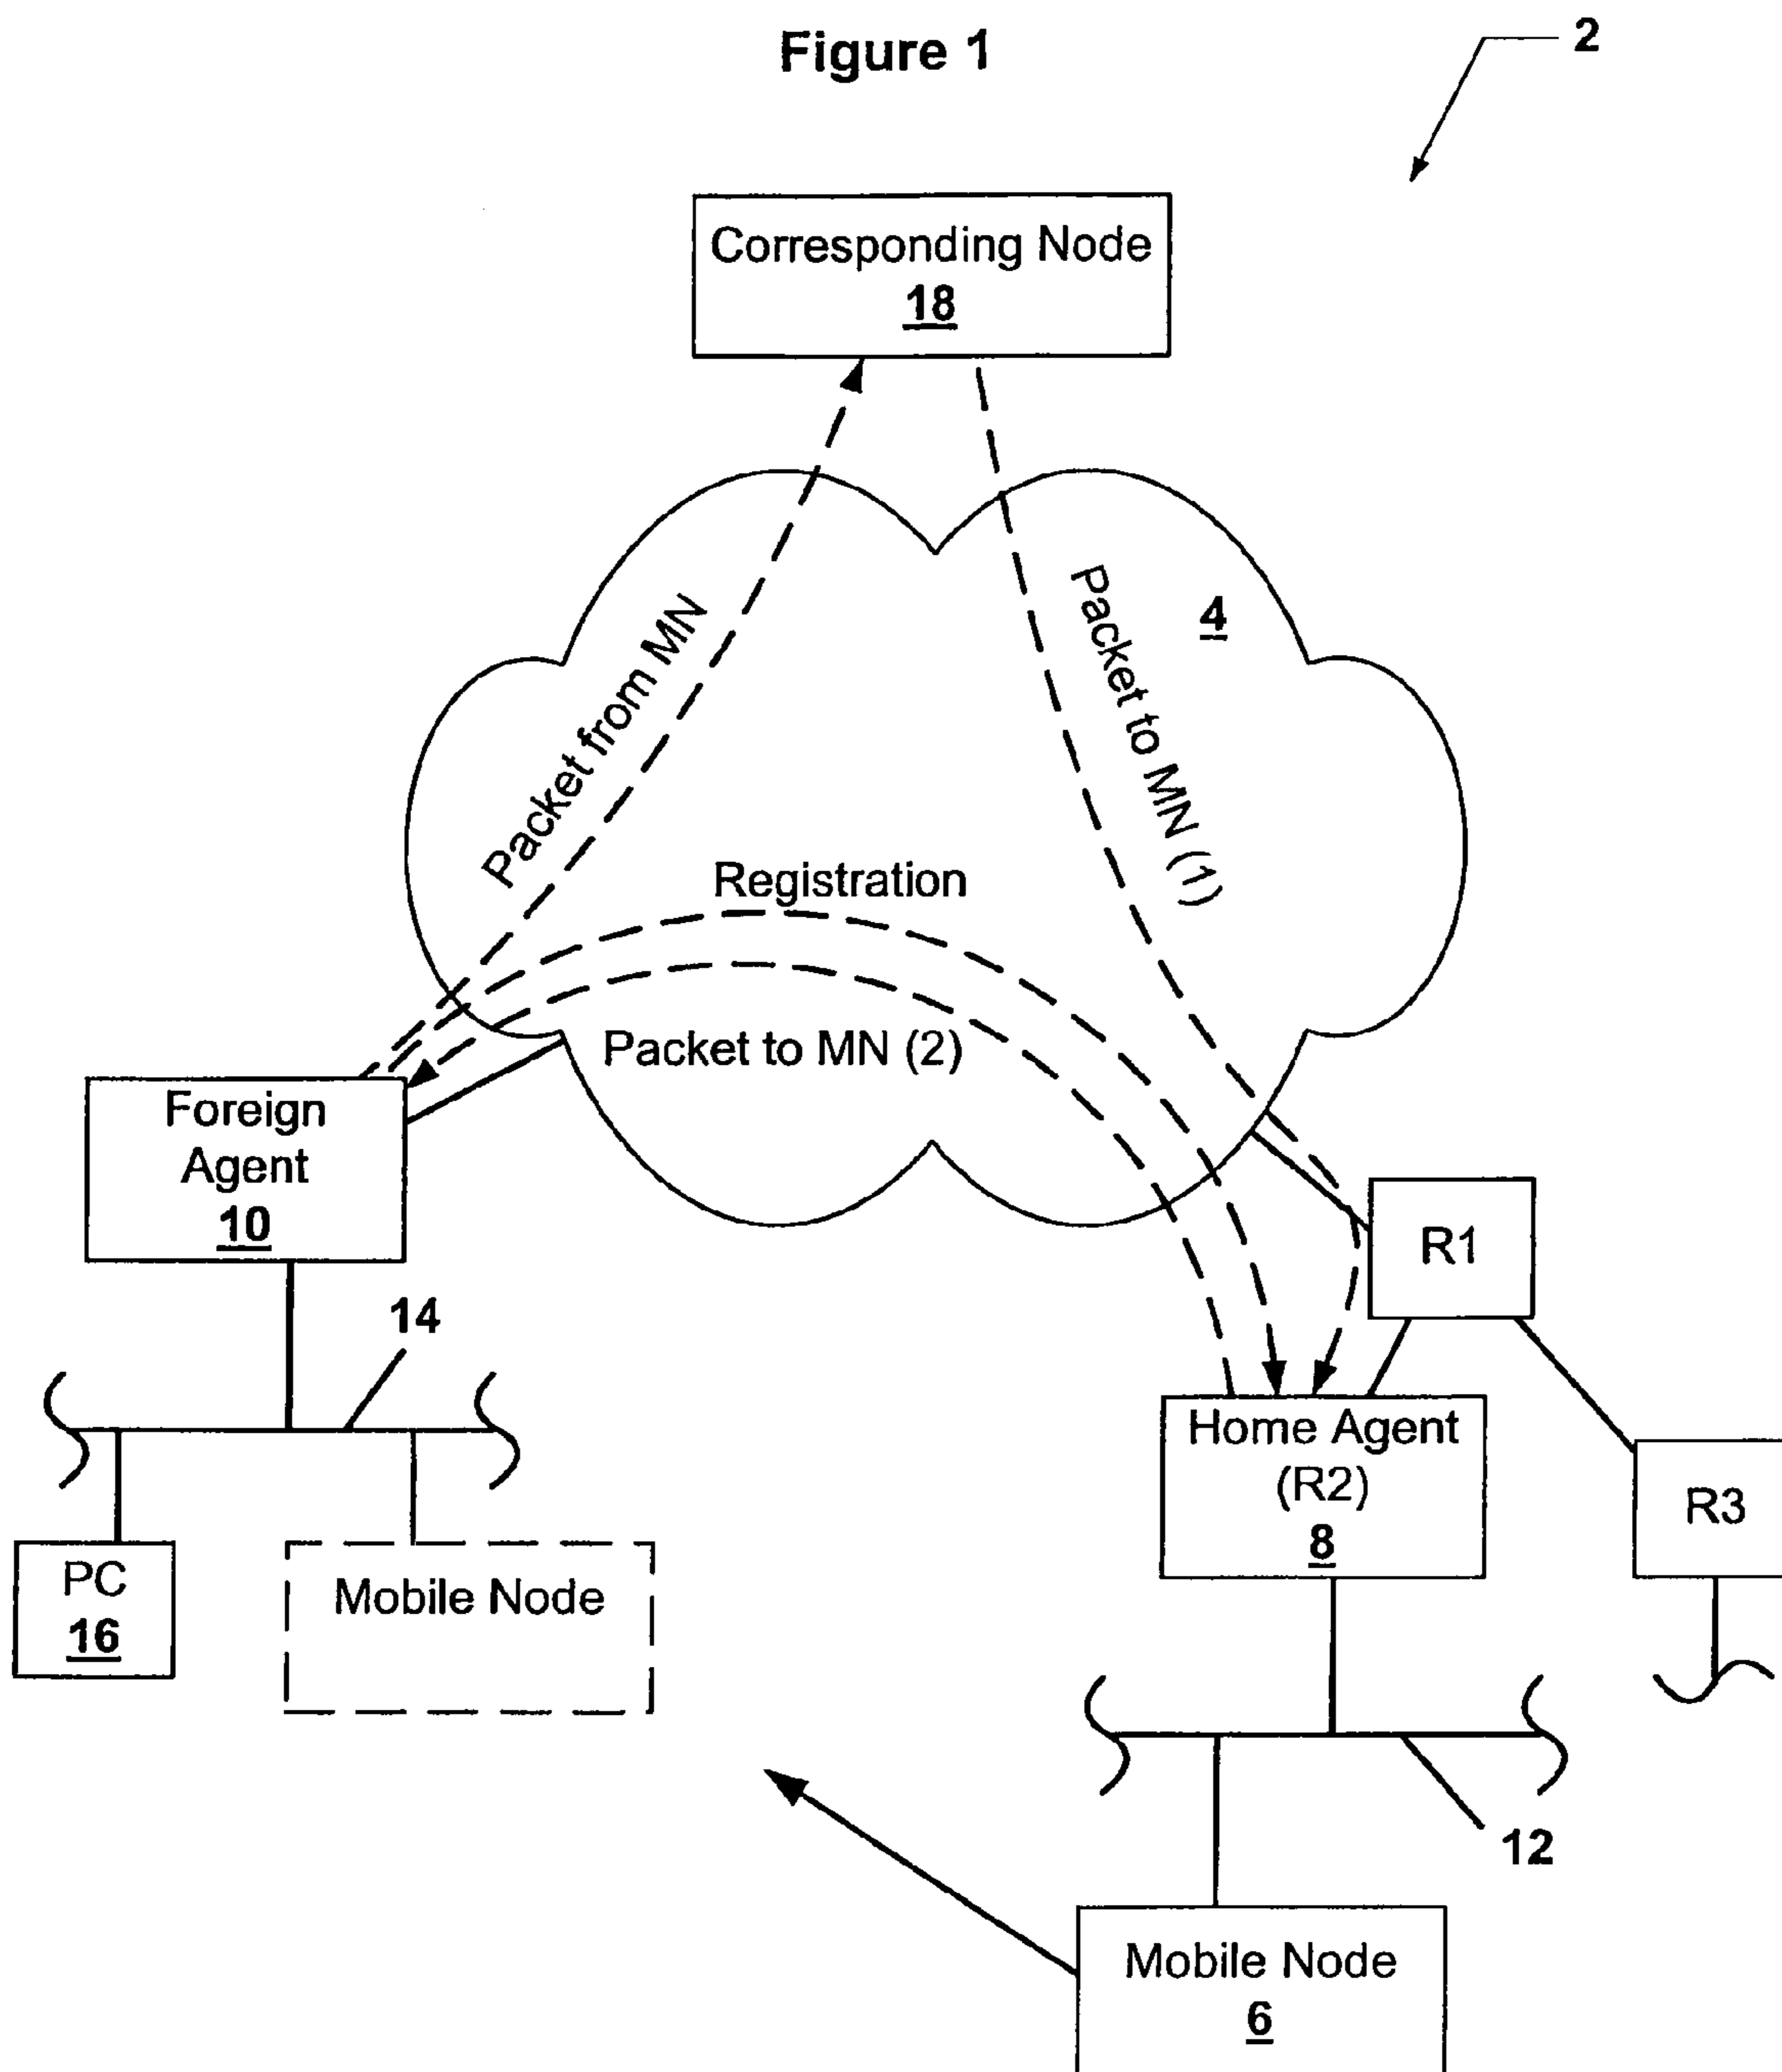 Figure 1
2
Corresponding Node
18
4
Packet from MN
Packet to MN (1)
Registration
Packet to MN (2)
Foreign
Agent
10
R1
14
Home Agent
(R2)
8
R3
PC
16
Mobile Node
12
Mobile Node
6